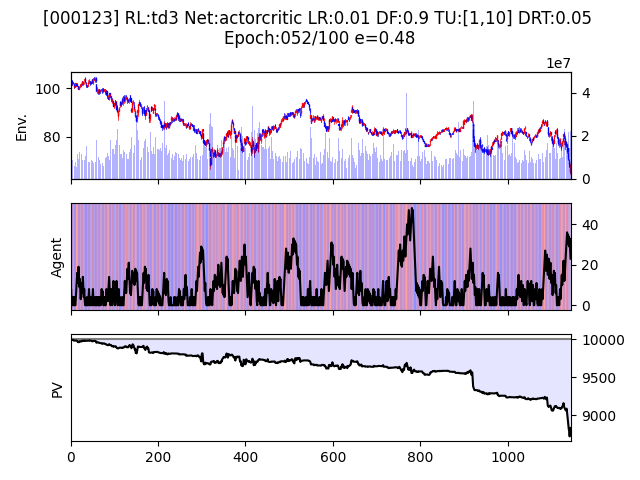 [000123] RL:td3 Net:actorcritic LR:0.01 DF:0.9 TU:[1,10] DRT:0.05
Epoch:052/100 e=0.48
1e7
100
80
Env.
4
2
0
Agent
40
20
0
PV
10000
9500
9000
0
200
400
600
800
1000